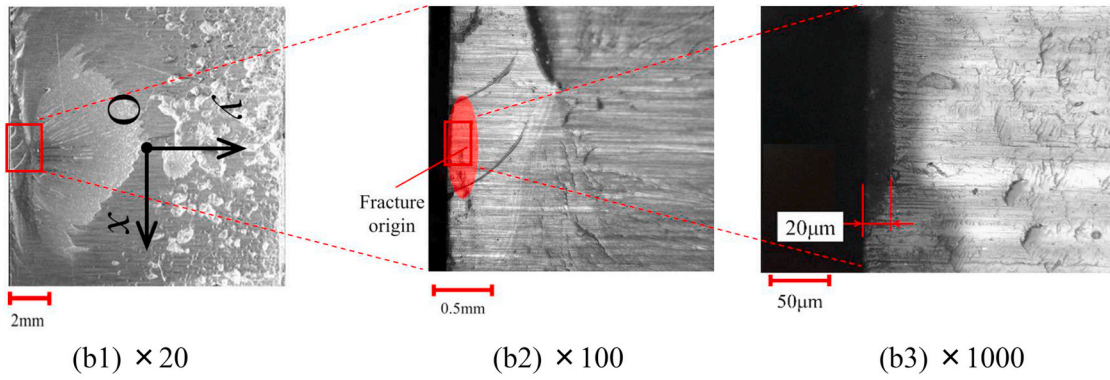 O
y
x
2mm
Fracture
origin
0.5mm
20μm
50μm
(b1) ×20
(b2) ×100
(b3) ×1000